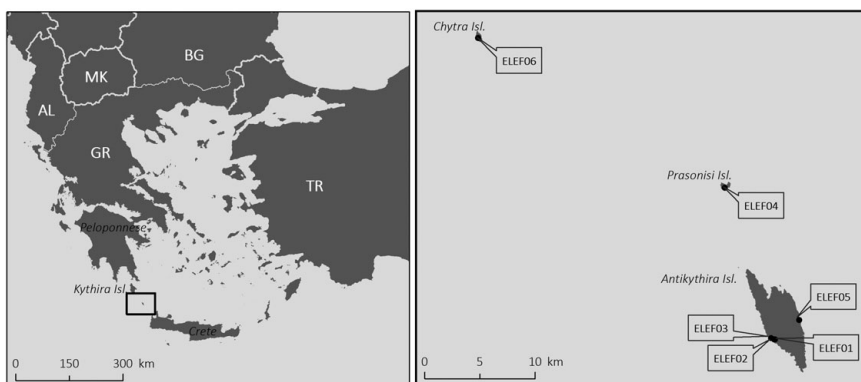 BG
MK
AL
GR
TR
Peloponnese
Kythira Isl.
Crete
0 150 300 km
Chytra Isl.
ELEF06
Prasonisi Isl.
ELEF04
Antikythira Isl.
ELEF05
ELEF03
ELEF02
ELEF01
0 5 10 km